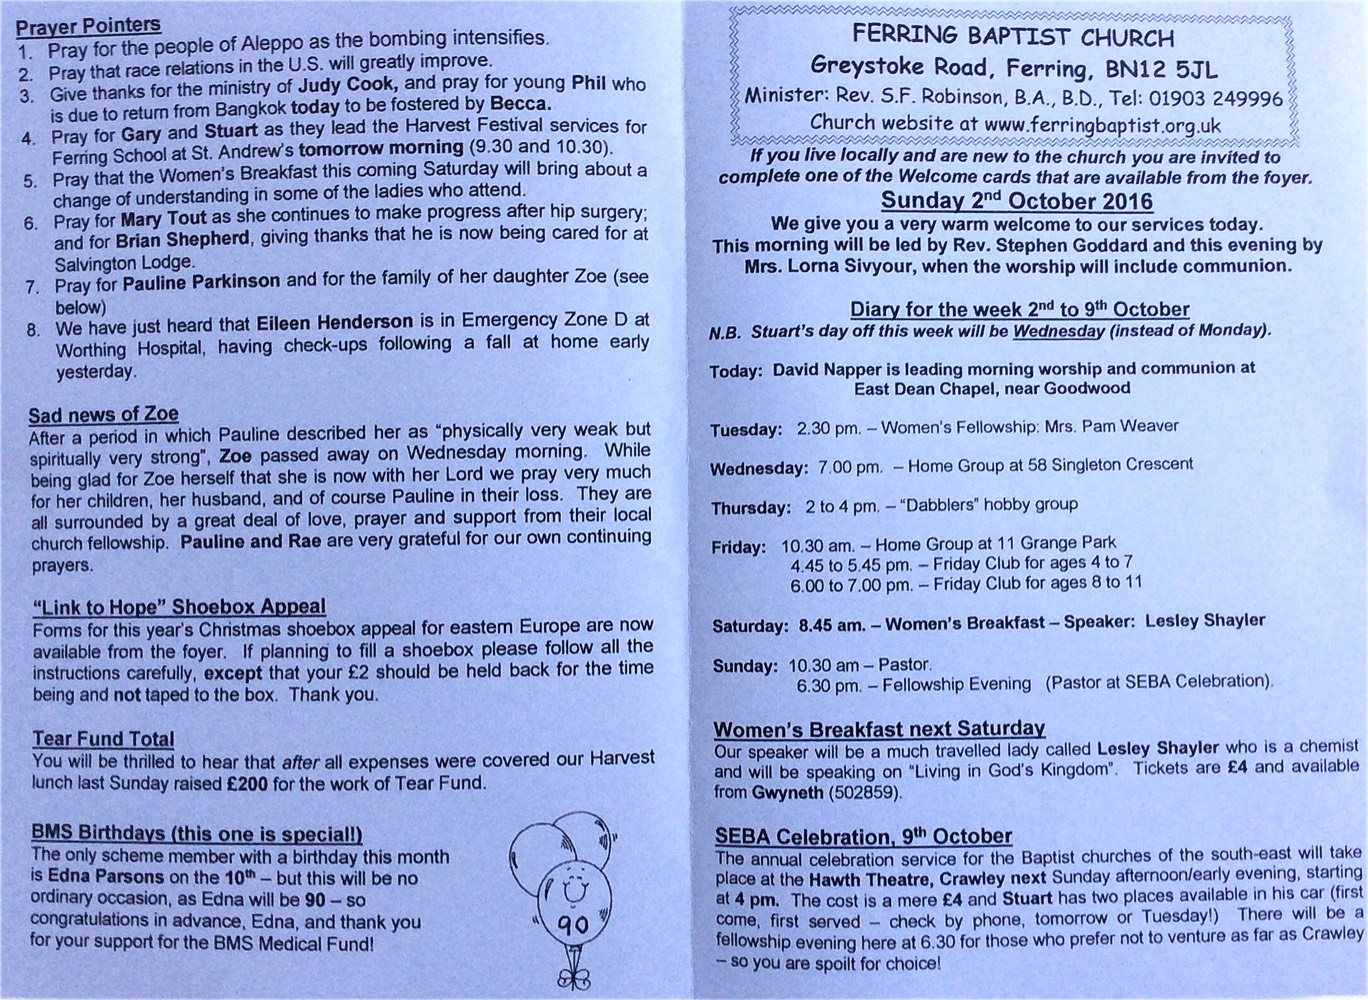 Prayer Pointers
1. Pray for the people of Aleppo as the bombing intensifies.
2. Pray that race relations in the U.S. will greatly improve.
3. Give thanks for the ministry of Judy Cook, and pray for young Phil who
is due to return from Bangkok today to be fostered by Becca.
4. Pray for Gary and Stuart as they lead the Harvest Festival services for
Ferring School at St. Andrew's tomorrow morning (9.30 and 10.30).
5. Pray that the Women's Breakfast this coming Saturday will bring about a
change of understanding in some of the ladies who attend.
6. Pray for Mary Tout as she continues to make progress after hip surgery;
and for Brian Shepherd, giving thanks that he is now being cared for at
Salvington Lodge.
7. Pray for Pauline Parkinson and for the family of her daughter Zoe (see
below)
8. We have just heard that Eileen Henderson is in Emergency Zone D at
Worthing Hospital, having check-ups following a fall at home early
yesterday.
Sad news of Zoe
After a period in which Pauline described her as "physically very weak but
spiritually very strong", Zoe passed away on Wednesday morning. While
being glad for Zoe herself that she is now with her Lord we pray very much
for her children, her husband, and of course Pauline in their loss. They are
all surrounded by a great deal of love, prayer and support from their local
church fellowship. Pauline and Rae are very grateful for our own continuing
prayers.
"Link to Hope" Shoebox Appeal
Forms for this year's Christmas shoebox appeal for eastern Europe are now
available from the foyer. If planning to fill a shoebox please follow all the
instructions carefully, except that your £2 should be held back for the time
being and not taped to the box. Thank you.
Tear Fund Total
You will be thrilled to hear that after all expenses were covered our Harvest
lunch last Sunday raised £200 for the work of Tear Fund.
BMS Birthdays (this one is special!)
The only scheme member with a birthday this month
is Edna Parsons on the 10th – but this will be no
ordinary occasion, as Edna will be 90 – so
congratulations in advance, Edna, and thank you
for your support for the BMS Medical Fund!
90
FERRING BAPTIST CHURCH
Greystoke Road, Ferring, BN12 5JL
Minister: Rev. S.F. Robinson, B.A., B.D., Tel: 01903 249996
Church website at www.ferringbaptist.org.uk
If you live locally and are new to the church you are invited to
complete one of the Welcome cards that are available from the foyer.
Sunday 2nd October 2016
We give you a very warm welcome to our services today.
This morning will be led by Rev. Stephen Goddard and this evening by
Mrs. Lorna Sivyour, when the worship will include communion.
Diary for the week 2nd to 9th October
N.B. Stuart's day off this week will be Wednesday (instead of Monday).
Today: David Napper is leading morning worship and communion at
East Dean Chapel, near Goodwood
Tuesday: 2.30 pm. – Women's Fellowship: Mrs. Pam Weaver
Wednesday: 7.00 pm. – Home Group at 58 Singleton Crescent
Thursday: 2 to 4 pm. – "Dabblers" hobby group
Friday: 10.30 am. – Home Group at 11 Grange Park
4.45 to 5.45 pm. – Friday Club for ages 4 to 7
6.00 to 7.00 pm. – Friday Club for ages 8 to 11
Saturday: 8.45 am. – Women's Breakfast – Speaker: Lesley Shayler
Sunday: 10.30 am – Pastor.
6.30 pm. – Fellowship Evening (Pastor at SEBA Celebration).
Women's Breakfast next Saturday
Our speaker will be a much travelled lady called Lesley Shayler who is a chemist
and will be speaking on "Living in God's Kingdom". Tickets are £4 and available
from Gwyneth (502859).
SEBA Celebration, 9th October
The annual celebration service for the Baptist churches of the south-east will take
place at the Hawth Theatre, Crawley next Sunday afternoon/early evening, starting
at 4 pm. The cost is a mere £4 and Stuart has two places available in his car (first
come, first served – check by phone, tomorrow or Tuesday!) There will be a
fellowship evening here at 6.30 for those who prefer not to venture as far as Crawley
– so you are spoilt for choice!